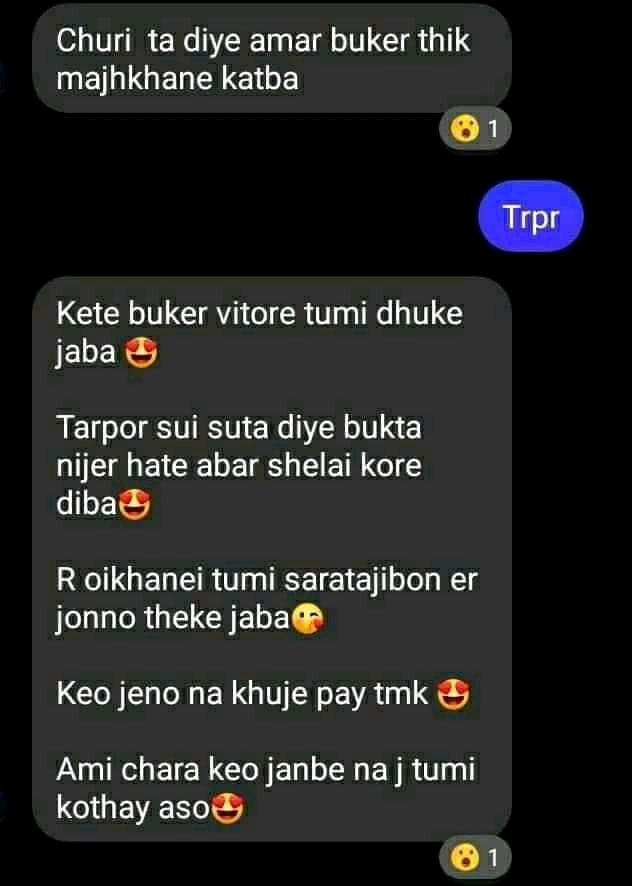 Churi ta diye amar buker thik
majhkhane katba
😮 1
Trpr
Kete buker vitore tumi dhuke
jaba 😍
Tarpor sui suta diye bukta
nijer hate abar shelai kore
diba😍
R oikhanei tumi saratajibon er
jonno theke jaba😘
Keo jeno na khuje pay tmk 😍
Ami chara keo janbe na j tumi
kothay aso😍
😮 1